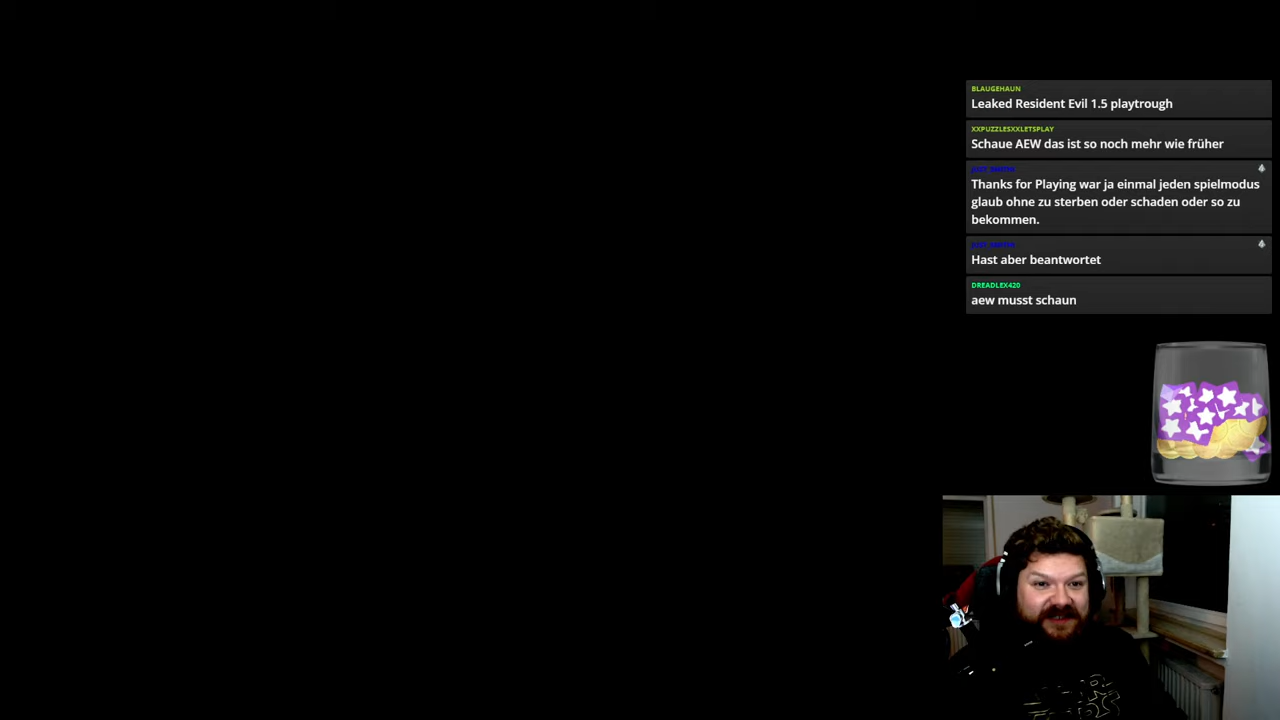 BLAUGEHAUN
Leaked Resident Evil 1.5 playtrough
XXPUZZLESXXLETSPLAY
Schaue AEW das ist so noch mehr wie früher
Thanks for Playing war ja einmal jeden spielmodus
glaub ohne zu sterben oder schaden oder so zu
bekommen.
Hast aber beantwortet
DREADLEX420
aew musst schaun